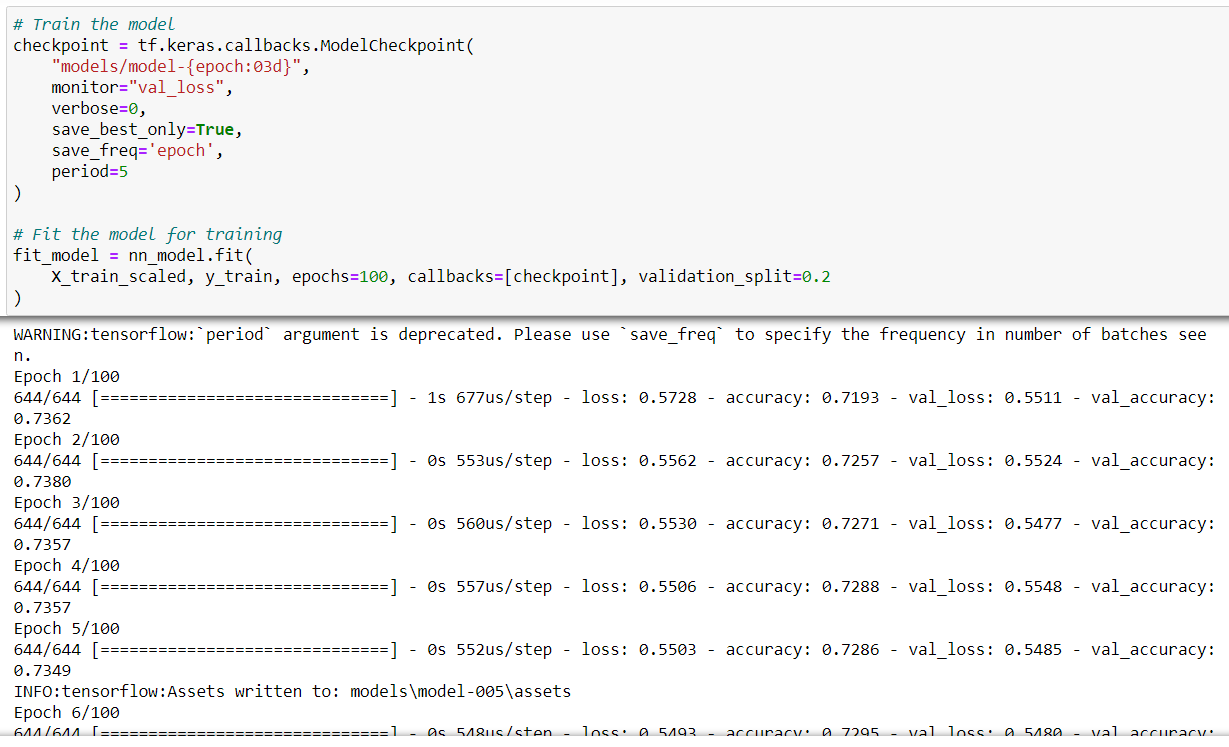 # Train the model
checkpoint = tf.keras.callbacks.ModelCheckpoint(
    "models/model-{epoch:03d}",
    monitor="val_loss",
    verbose=0,
    save_best_only=True,
    save_freq='epoch',
    period=5
)

# Fit the model for training
fit_model = nn_model.fit(
    X_train_scaled, y_train, epochs=100, callbacks=[checkpoint], validation_split=0.2
)
WARNING:tensorflow:`period` argument is deprecated. Please use `save_freq` to specify the frequency in number of batches see
n.
Epoch 1/100
644/644 [==============================] - 1s 677us/step - loss: 0.5728 - accuracy: 0.7193 - val_loss: 0.5511 - val_accuracy:
0.7362
Epoch 2/100
644/644 [==============================] - 0s 553us/step - loss: 0.5562 - accuracy: 0.7257 - val_loss: 0.5524 - val_accuracy:
0.7380
Epoch 3/100
644/644 [==============================] - 0s 560us/step - loss: 0.5530 - accuracy: 0.7271 - val_loss: 0.5477 - val_accuracy:
0.7357
Epoch 4/100
644/644 [==============================] - 0s 557us/step - loss: 0.5506 - accuracy: 0.7288 - val_loss: 0.5548 - val_accuracy:
0.7357
Epoch 5/100
644/644 [==============================] - 0s 552us/step - loss: 0.5503 - accuracy: 0.7286 - val_loss: 0.5485 - val_accuracy:
0.7349
INFO:tensorflow:Assets written to: models\model-005\assets
Epoch 6/100
644/644 [==============================] - 0s 548us/step - loss: 0.5493 - accuracy: 0.7295 - val_loss: 0.5480 - val_accuracy: